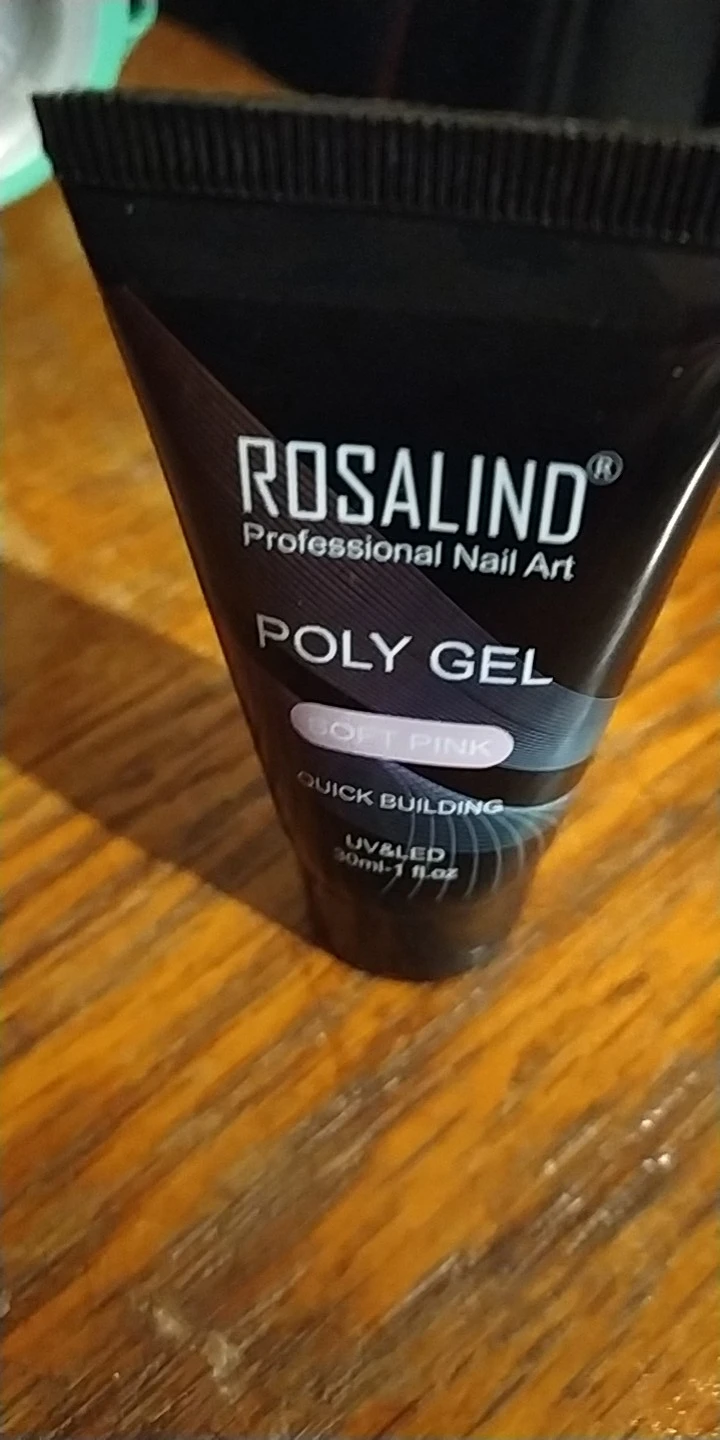 ROSALIND®
Professional Nail Art
POLY GEL
SOFT PINK
QUICK BUILDING
UV&LED
30ml-1 fl.oz